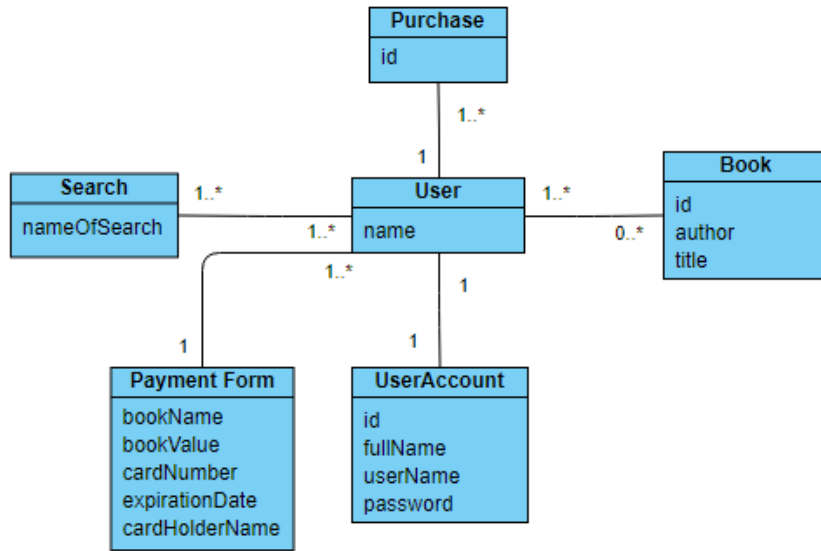 Purchase
id
1..*
1
Search
nameOfSearch
1..*
1..*
User
name
1..*
0..*
Book
id
author
title
1..*
1
Payment Form
bookName
bookValue
cardNumber
expirationDate
cardHolderName
1
1
UserAccount
id
fullName
userName
password